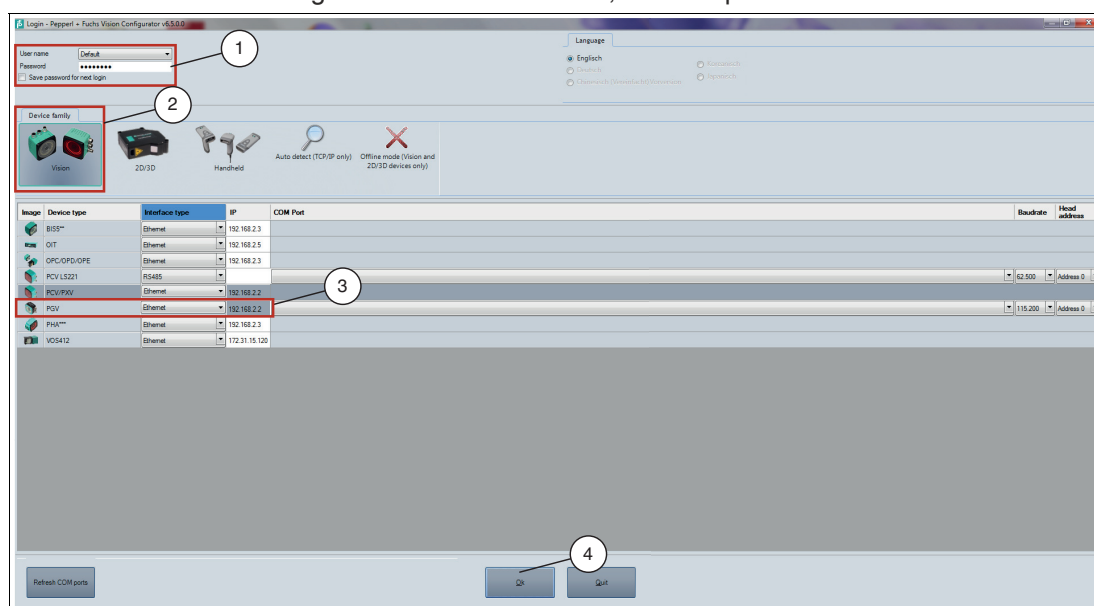 Login - Pepperl + Fuchs Vision Configurator v6.5.0.0
User name Default
Password ••••••••
Save password for next login
1
Language
Englisch
Deutsch
2
Device family
Vision
2D/3D
Handheld
Auto detect (TCP/IP only)
Offline mode (Vision and
2D/3D devices only)
Image Device type Interface type IP COM Port Baudrate Head address
BIS5** Ethernet 192.168.2.3
OIT Ethernet 192.168.2.5
OPC/OPD/OPE Ethernet 192.168.2.3
PCV LS221 RS485 62.500 Address 0
3
PCV/PXV Ethernet 192.168.2.2
PGV Ethernet 192.168.2.2 115.200 Address 0
PHA*** Ethernet 192.168.2.3
VOS412 Ethernet 172.31.15.120
4
Refresh COM ports
Ok
Quit